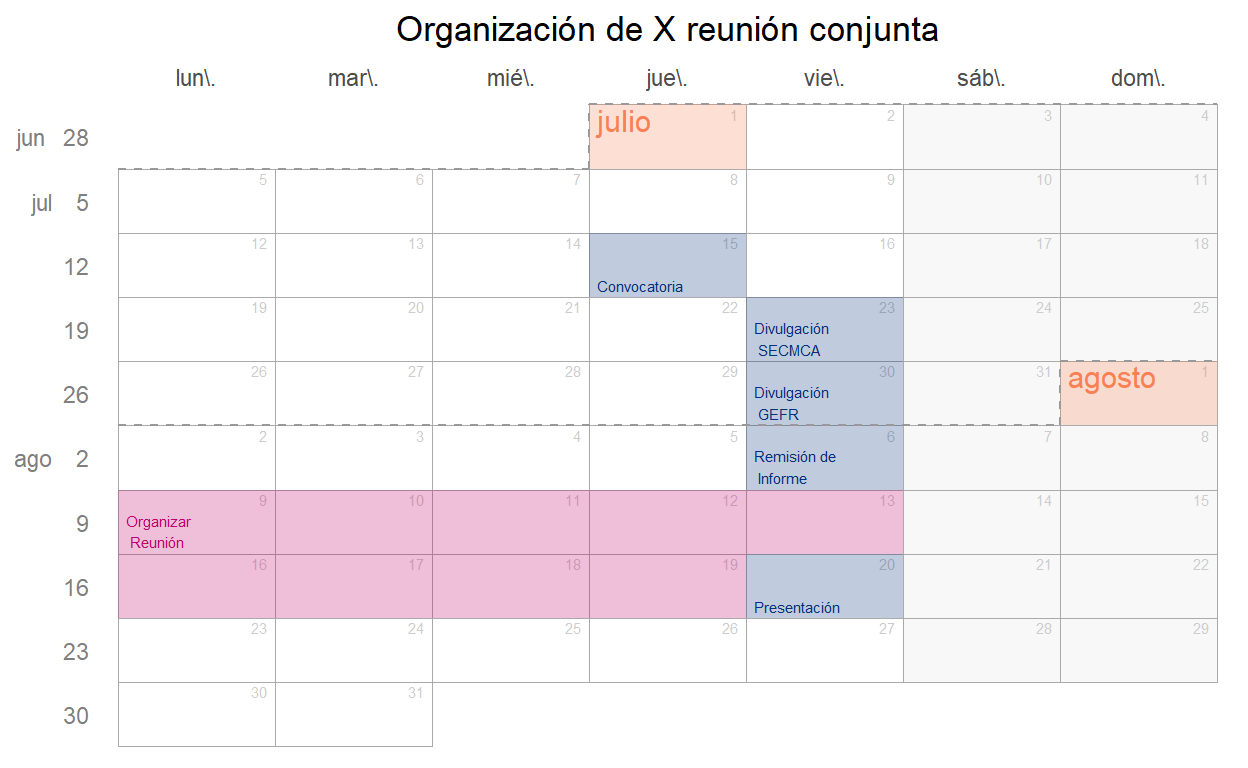 Organización de X reunión conjunta
lun\. mar\. mié\. jue\. vie\. sáb\. dom\.
jun 28 julio 1 2 3 4
jul 5 5 6 7 8 9 10 11
12 12 13 14 15 16 17 18
Convocatoria
19 19 20 21 22 23 24 25
Divulgación
SECMCA
26 26 27 28 29 30 31 agosto 1
Divulgación
GEFR
ago 2 2 3 4 5 6 7 8
Remisión de
Informe
9 9 10 11 12 13 14 15
Organizar
Reunión
16 16 17 18 19 20 21 22
Presentación
23 23 24 25 26 27 28 29
30 30 31